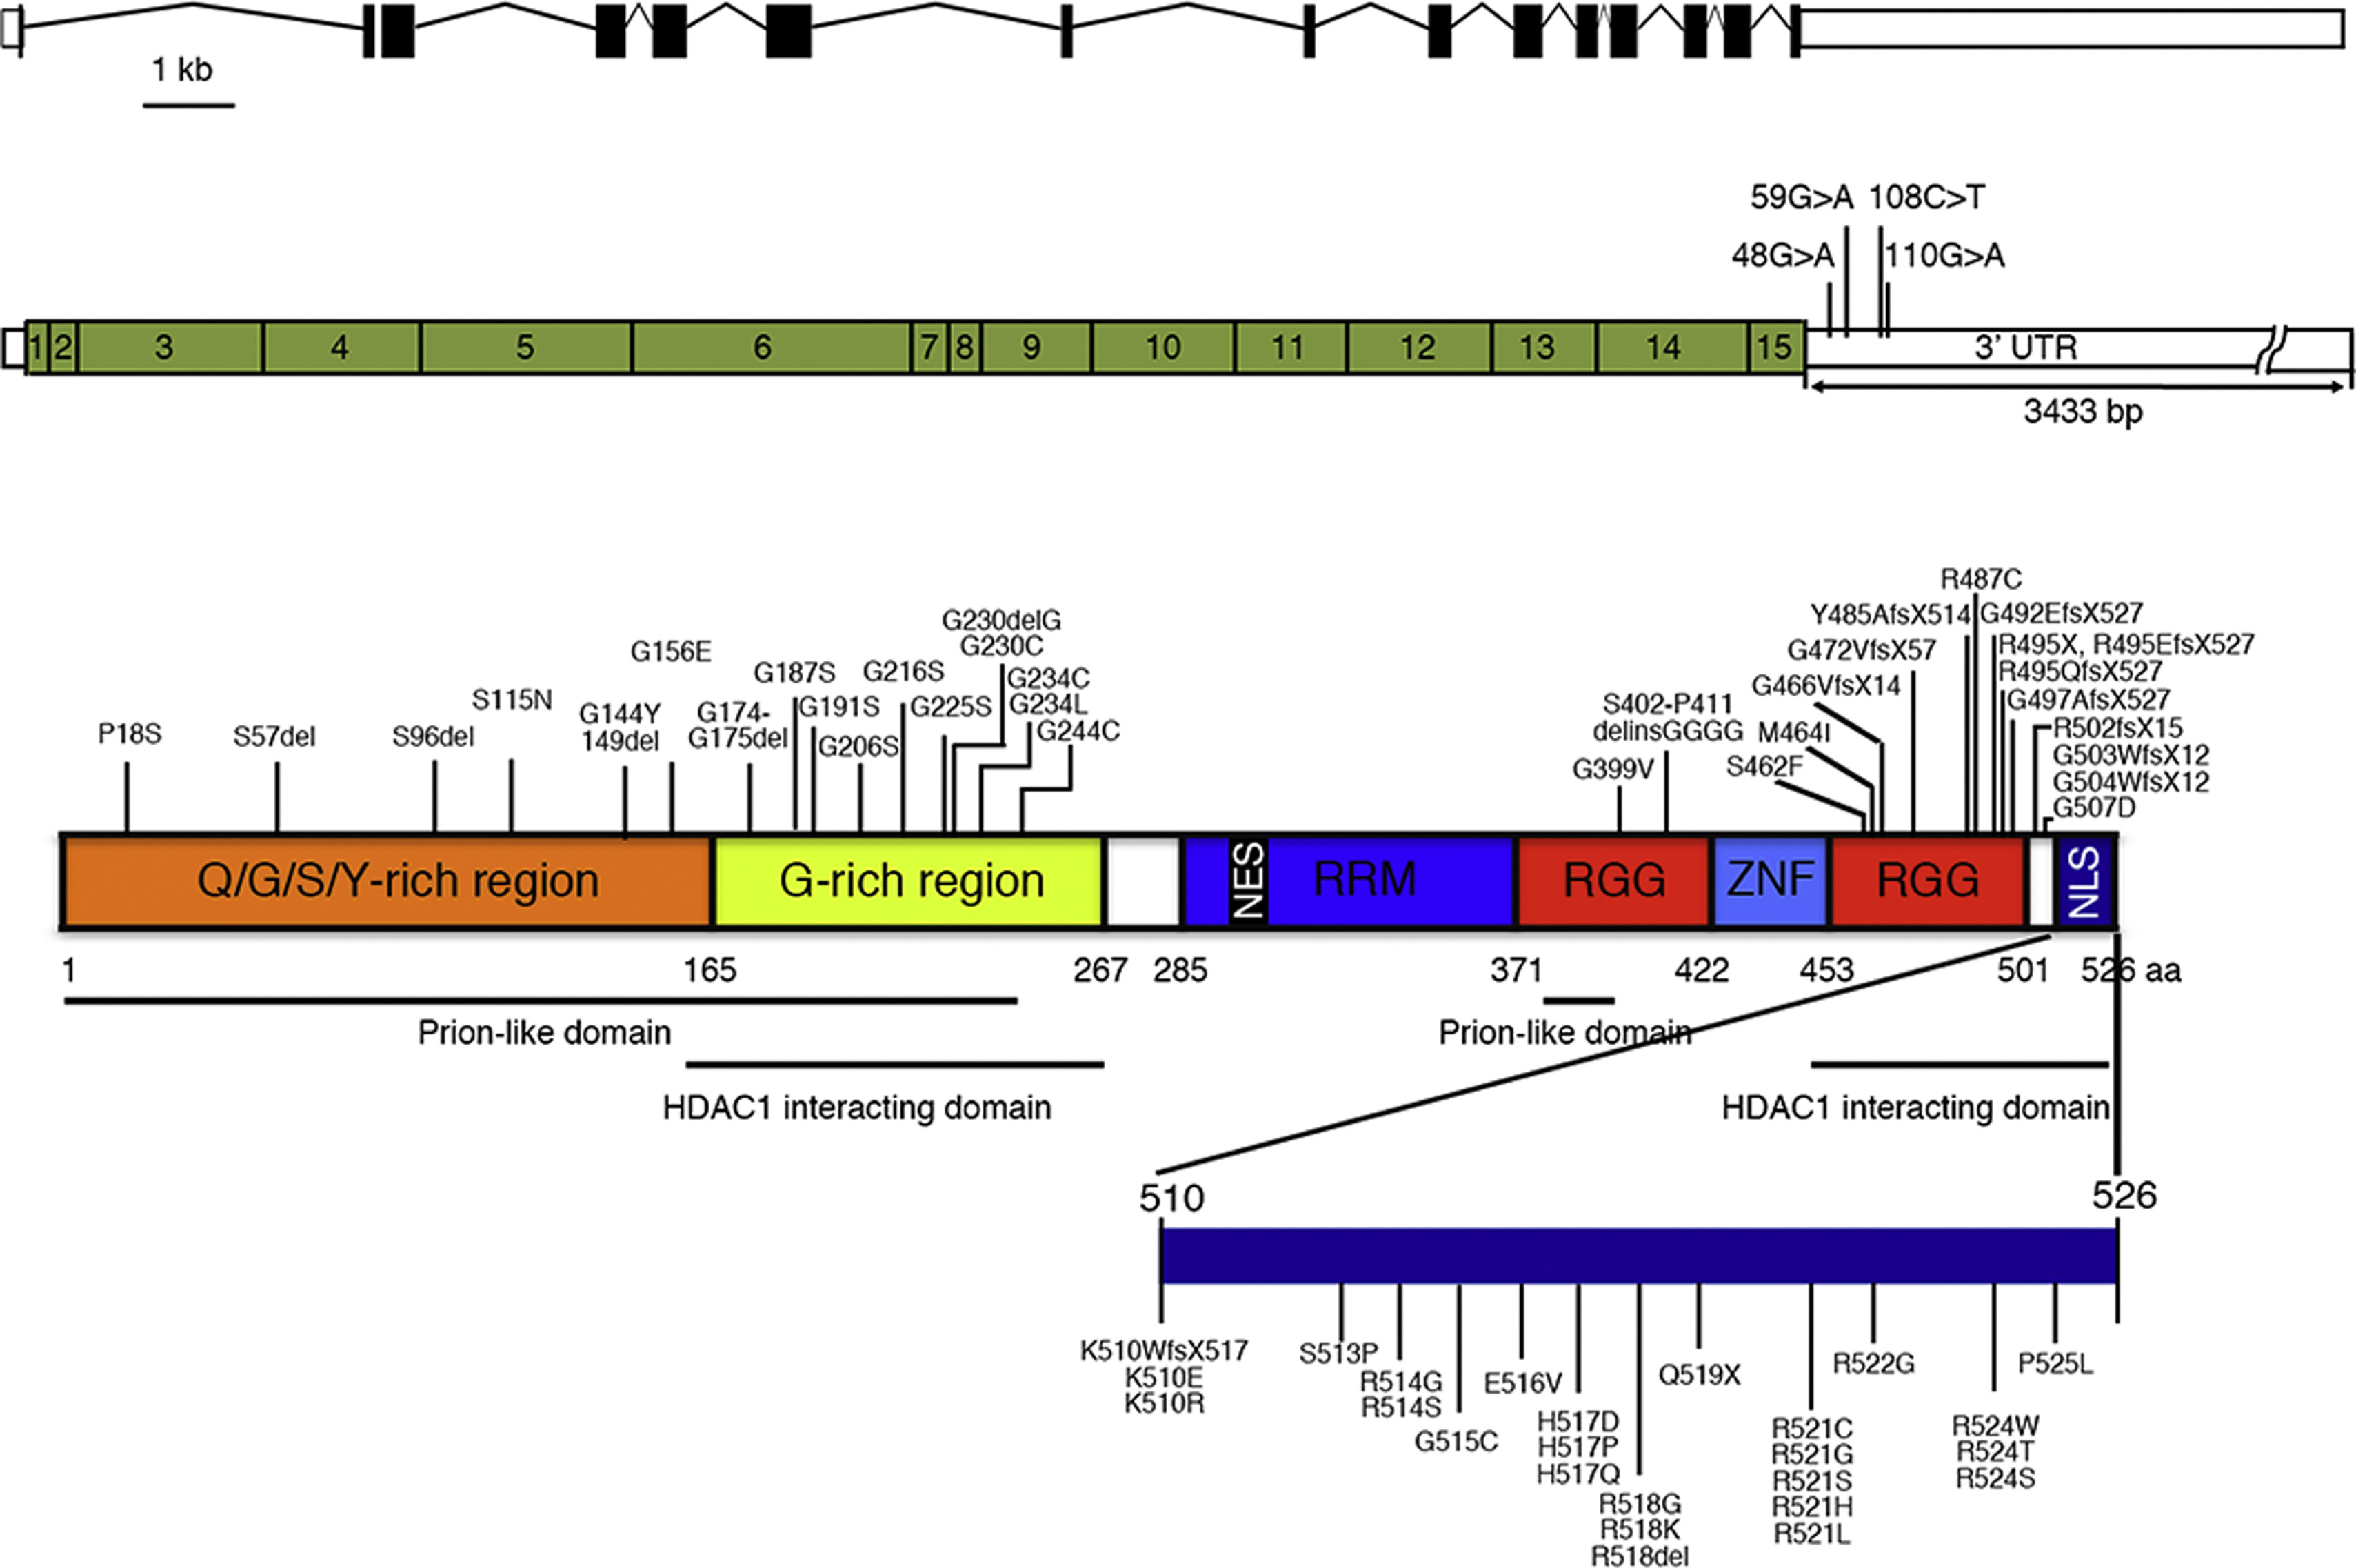 1 kb
59G>A 108C>T
48G>A 110G>A
1 2 3 4 5 6 7 8 9 10 11 12 13 14 15 3’ UTR
3433 bp
P18S
S57del
S96del
S115N
G144Y
149del
G156E
G174-
G175del
G187S
G191S
G206S
G216S
G225S
G230delG
G230C
G234C
G234L
G244C
G399V
S402-P411
delinsGGGG
S462F
M464I
G466VfsX14
G472VfsX57
Y485AfsX514
R487C
G492EfsX527
R495X, R495EfsX527
R495QfsX527
G497AfsX527
R502fsX15
G503WfsX12
G504WfsX12
G507D
Q/G/S/Y-rich region G-rich region NES RRM RGG ZNF RGG NLS
1 165 267 285 371 422 453 501 526 aa
Prion-like domain Prion-like domain
HDAC1 interacting domain HDAC1 interacting domain
510 526
K510WfsX517
K510E
K510R
S513P
R514G
R514S
G515C
E516V
H517D
H517P
H517Q
R518G
R518K
R518del
Q519X
R521C
R521G
R521S
R521H
R521L
R522G
R524W
R524T
R524S
P525L